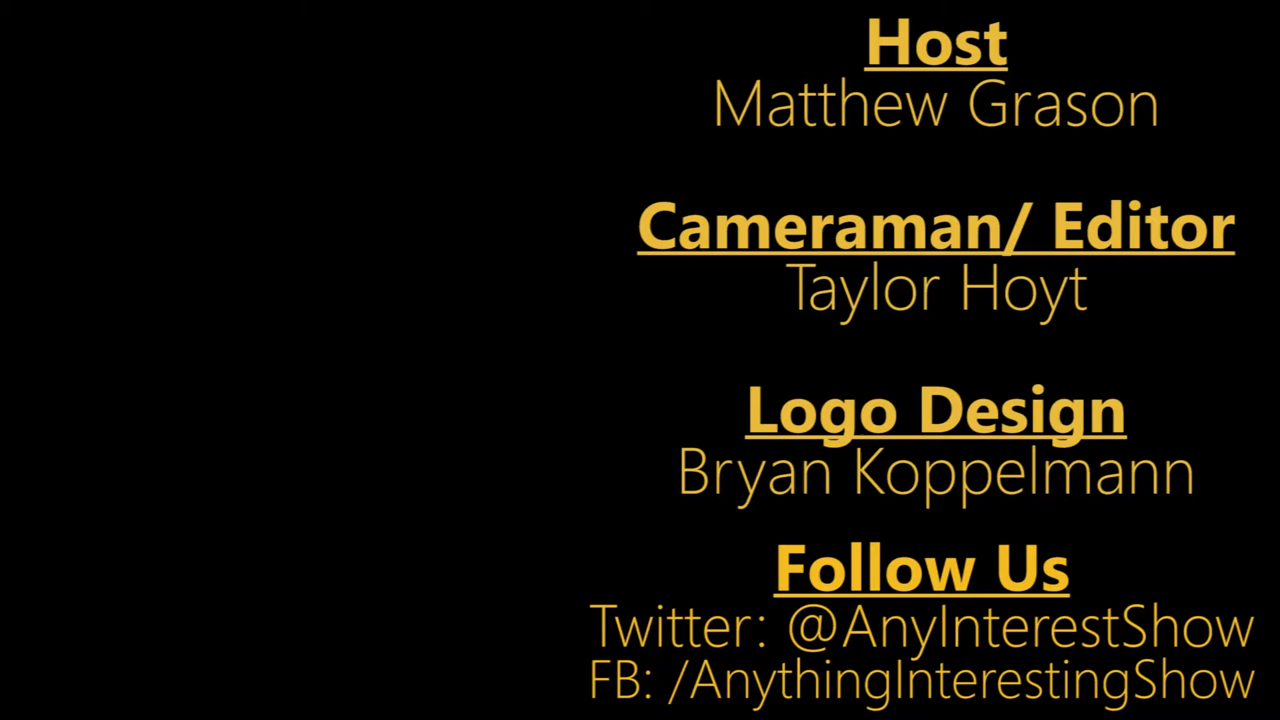 Host
Matthew Grason
Cameraman/ Editor
Taylor Hoyt
Logo Design
Bryan Koppelmann
Follow Us
Twitter: @AnyInterestShow
FB: /AnythingInterestingShow